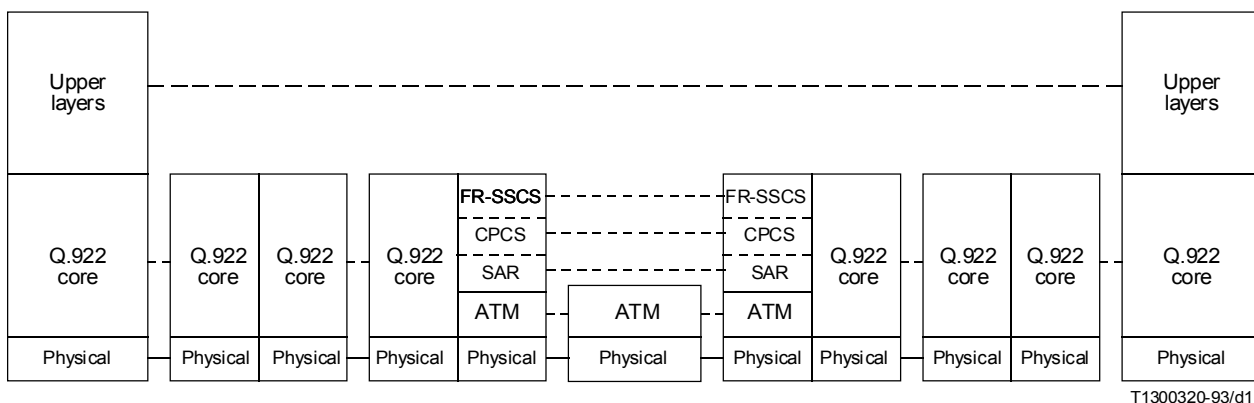 Upper
layers
Upper
layers
FR-SSCS
FR-SSCS
CPCS
CPCS
Q.922
core
Q.922
core
Q.922
core
Q.922
core
Q.922
core
Q.922
core
Q.922
core
Q.922
core
SAR
SAR
ATM
ATM
ATM
Physical
Physical
Physical
Physical
Physical
Physical
Physical
Physical
Physical
Physical
Physical
T1300320-93/d1